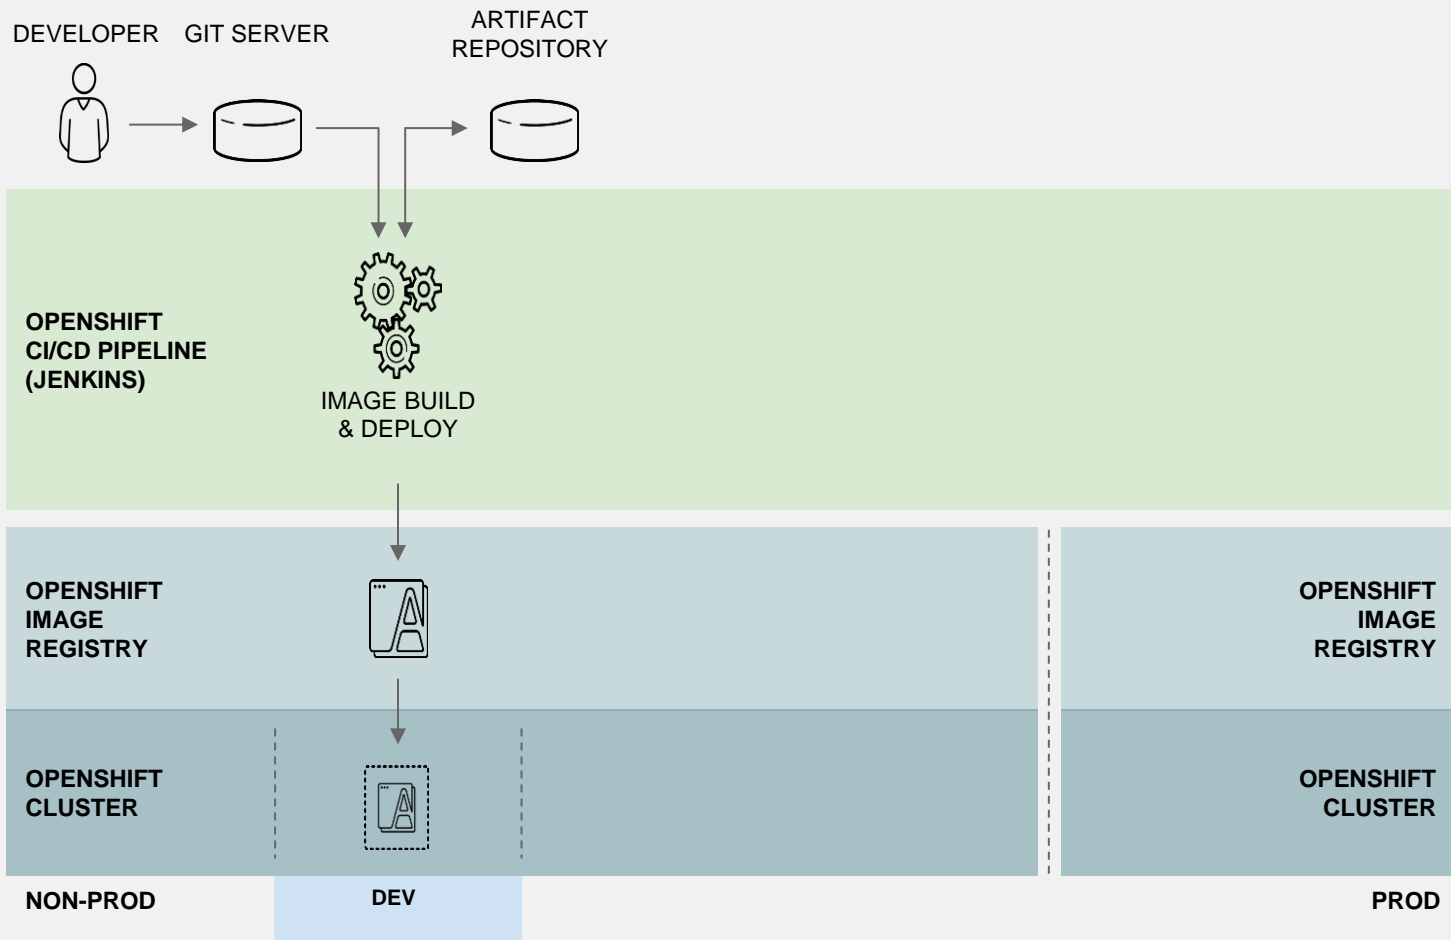 DEVELOPER
GIT SERVER
ARTIFACT
REPOSITORY
OPENSHIFT
CI/CD PIPELINE
(JENKINS)
IMAGE BUILD
& DEPLOY
OPENSHIFT
IMAGE
REGISTRY
OPENSHIFT
IMAGE
REGISTRY
OPENSHIFT
CLUSTER
OPENSHIFT
CLUSTER
NON-PROD
DEV
PROD